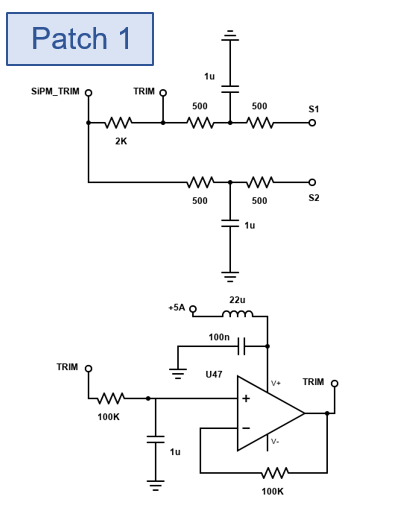 Patch 1
1u
SiPM_TRIM
TRIM
500
500
S1
2K
500
500
S2
1u
22u
+5A
100n
TRIM
U47
V+
TRIM
+
100K
−
V-
1u
100K